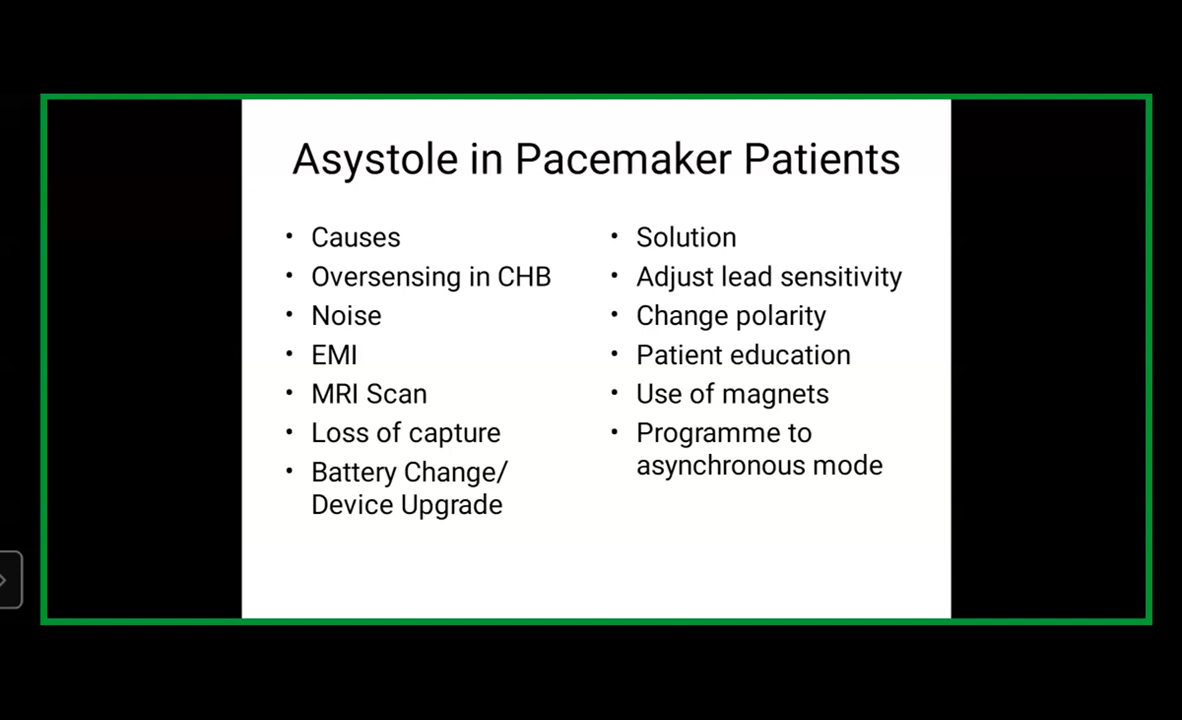 Asystole in Pacemaker Patients
• Causes
• Oversensing in CHB
• Noise
• EMI
• MRI Scan
• Loss of capture
• Battery Change/
Device Upgrade
• Solution
• Adjust lead sensitivity
• Change polarity
• Patient education
• Use of magnets
• Programme to
asynchronous mode